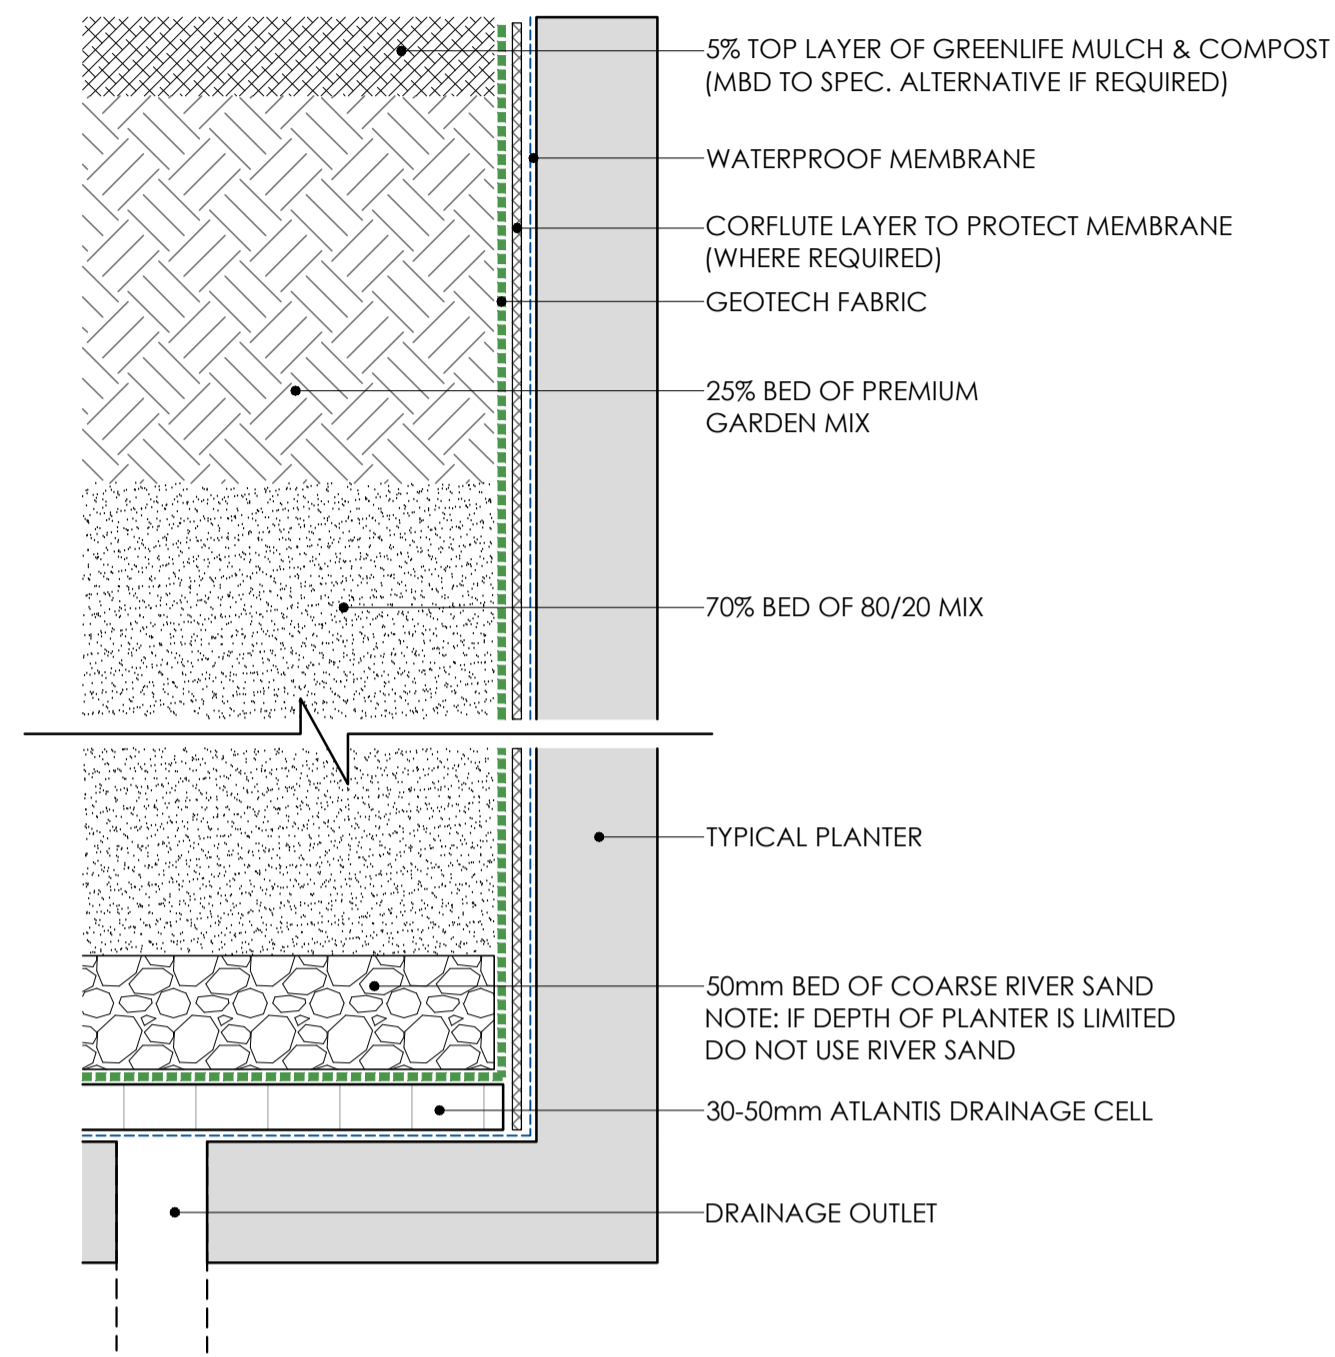 5% TOP LAYER OF GREENLIFE MULCH & COMPOST
(MBD TO SPEC. ALTERNATIVE IF REQUIRED)
WATERPROOF MEMBRANE
CORFLUTE LAYER TO PROTECT MEMBRANE
(WHERE REQUIRED)
GEOTECH FABRIC
25% BED OF PREMIUM
GARDEN MIX
70% BED OF 80/20 MIX
TYPICAL PLANTER
50mm BED OF COARSE RIVER SAND
NOTE: IF DEPTH OF PLANTER IS LIMITED
DO NOT USE RIVER SAND
30-50mm ATLANTIS DRAINAGE CELL
DRAINAGE OUTLET